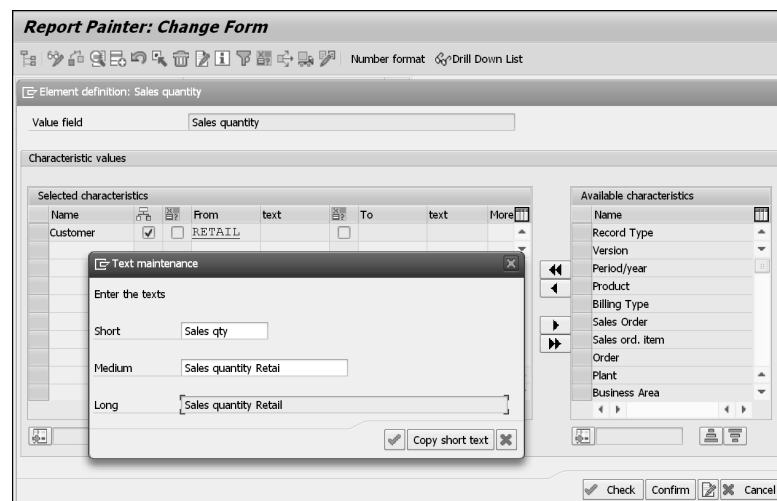 Report Painter: Change Form
Number format Drill Down List
Element definition: Sales quantity
Value field Sales quantity
Characteristic values
Selected characteristics
Name From text To text More
Customer RETAIL
Text maintenance
Enter the texts
Short Sales qty
Medium Sales quantity Retai
Long Sales quantity Retail
Copy short text
Available characteristics
Name
Record Type
Version
Period/year
Product
Billing Type
Sales Order
Sales ord. item
Order
Plant
Business Area
Check Confirm Cancel